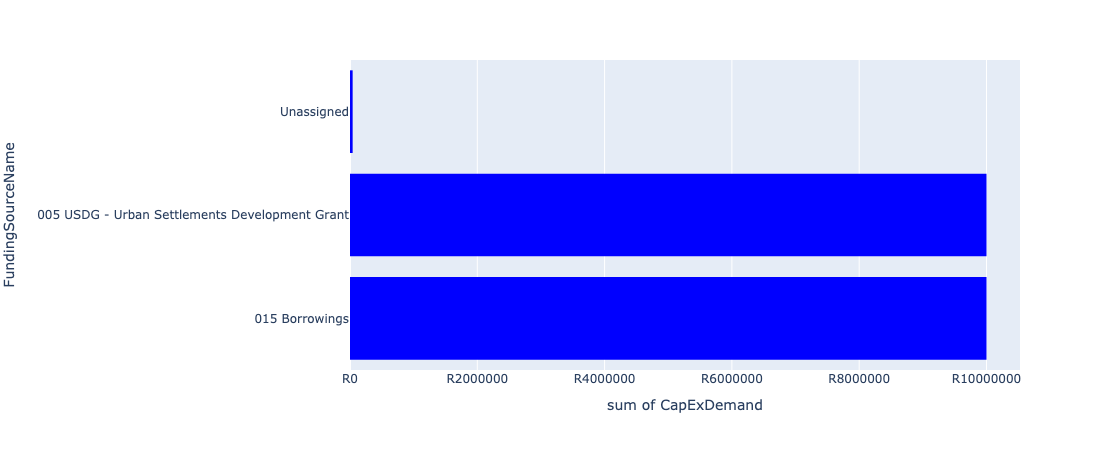 FundingSourceName
Unassigned
005 USDG - Urban Settlements Development Grant
015 Borrowings
R0
R2000000
R4000000
R6000000
R8000000
R10000000
sum of CapExDemand